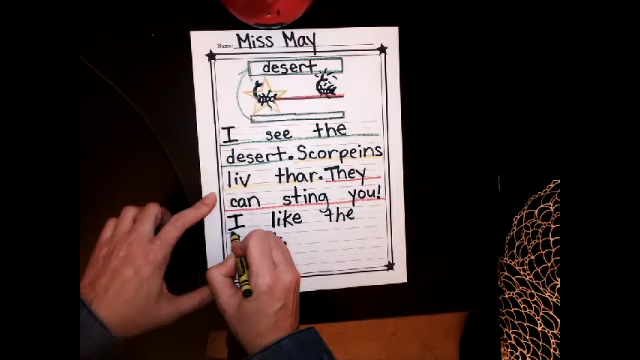 Name: Miss May
desert
I see the
desert. Scorpeins
liv thar. They
can sting you!
I like the